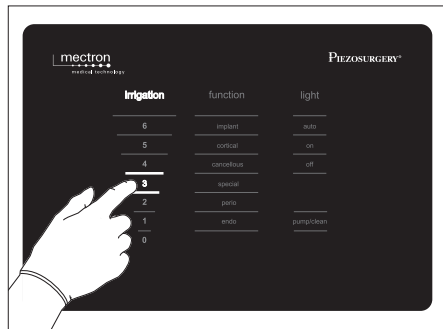 mectron
medical technology
PIEZOSURGERY®
Irrigation function light
6 implant auto
5 cortical on
4 cancellous off
3 special
2 perio
1 endo pump/clean
0